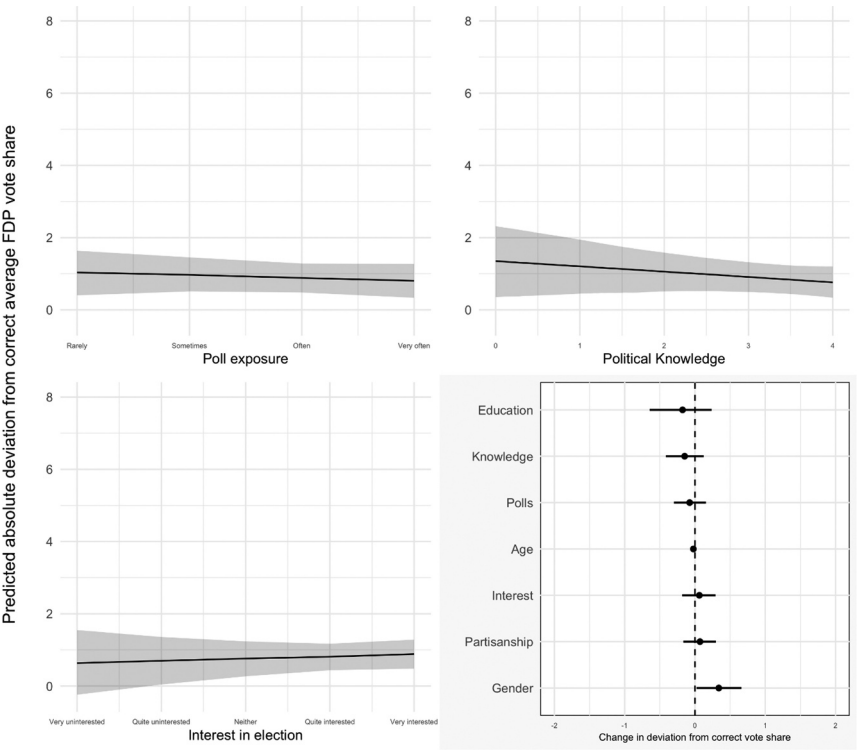 Predicted absolute deviation from correct average FDP vote share
8
6
4
2
0
Rarely Sometimes Often Very often
Poll exposure
8
6
4
2
0
0 1 2 3 4
Political Knowledge
8
6
4
2
0
Very uninterested Quite uninterested Neither Quite interested Very interested
Interest in election
Education
Knowledge
Polls
Age
Interest
Partisanship
Gender
-2 -1 0 1 2
Change in deviation from correct vote share